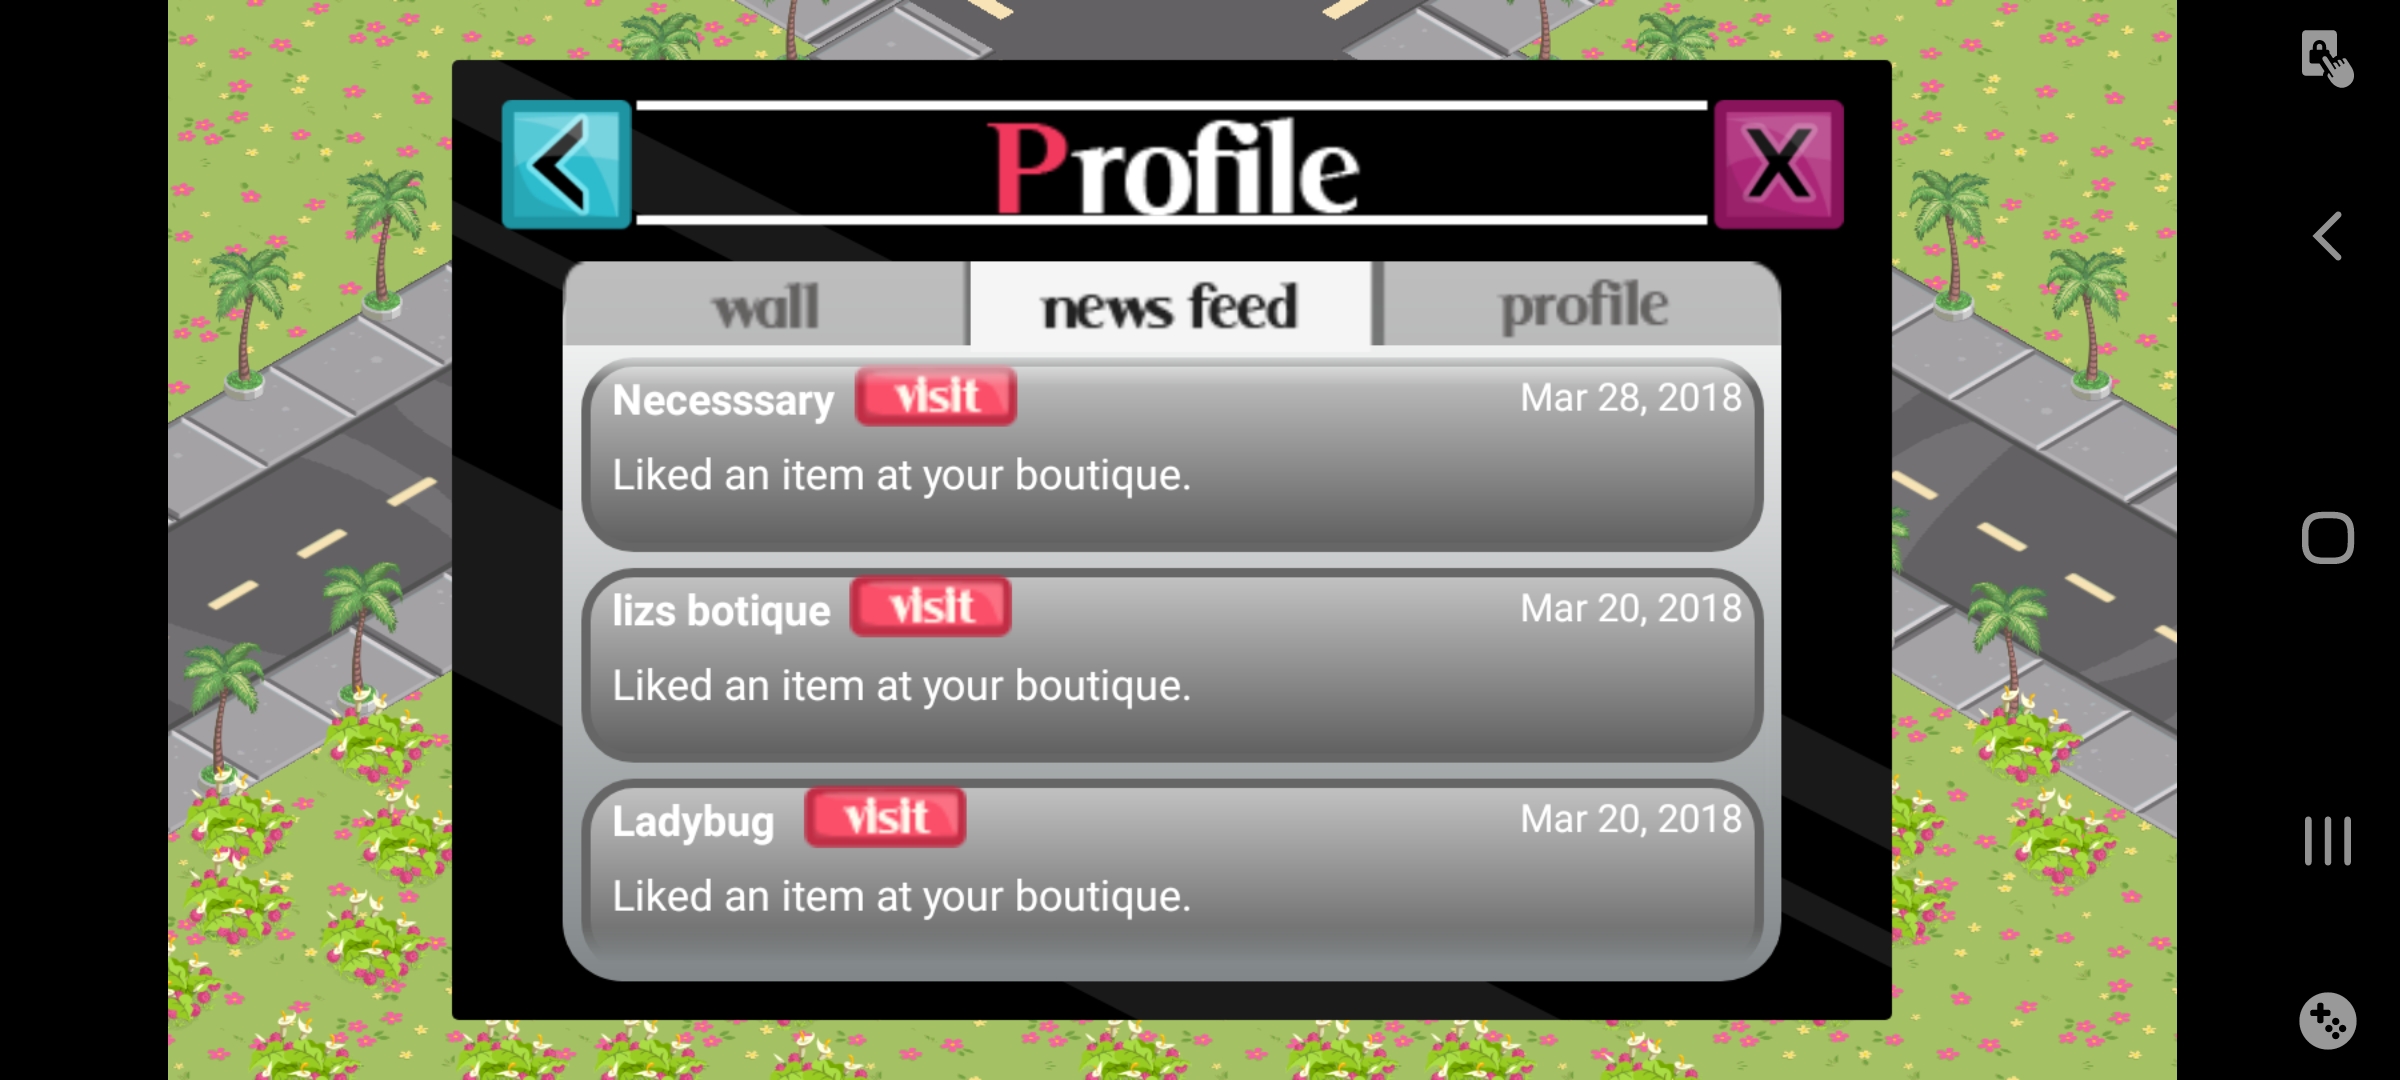 Profile
wall
news feed
profile
Necesssary visit Mar 28, 2018
Liked an item at your boutique.
lizs botique visit Mar 20, 2018
Liked an item at your boutique.
Ladybug visit Mar 20, 2018
Liked an item at your boutique.